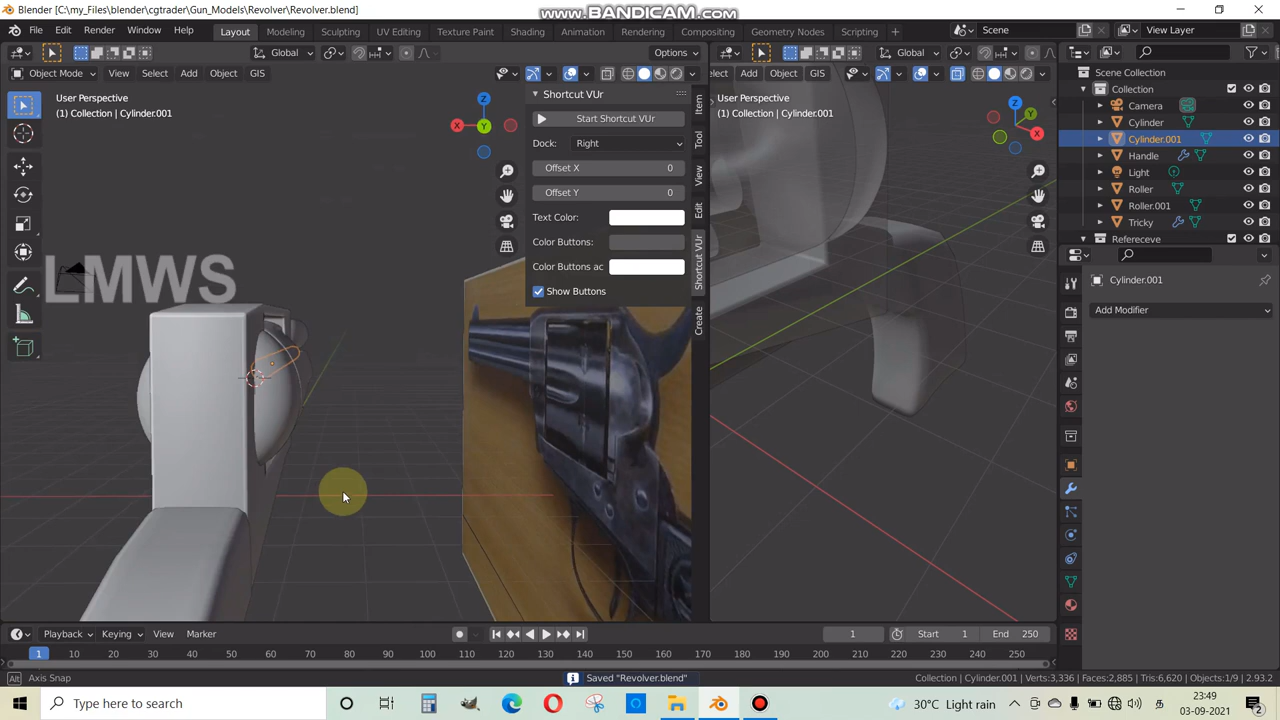 Blender [C:\my_Files\blender\cgtrader\Gun_Models\Revolver\Revolver.blend]
www.BANDICAM.com
File Edit Render Window Help Layout Modeling Sculpting UV Editing Texture Paint Shading Animation Rendering Compositing Geometry Nodes Scripting + Scene View Layer
Global Options Global
Object Mode View Select Add Object GIS Select Add Object GIS
User Perspective
(1) Collection | Cylinder.001
X Y Z
Shortcut VUr
Start Shortcut VUr
Dock: Right
Offset X 0
Offset Y 0
Text Color:
Color Buttons:
Color Buttons ac
Show Buttons
Item
Tool
View
Edit
Shortcut VUr
Create
LMWS
User Perspective
(1) Collection | Cylinder.001
Z X
Scene Collection
Collection
Camera
Cylinder
Cylinder.001
Handle
Light
Roller
Roller.001
Tricky
Refereceve
Cylinder.001
Add Modifier
Playback Keying View Marker 1 Start 1 End 250
1 10 20 30 40 50 60 70 80 90 100 110 120 130 140 150 160 170 180 190 200 210 220 230 240 250
Alt Axis Snap Saved "Revolver.blend" Collection | Cylinder.001 | Verts:3,336 | Faces:2,885 | Tris:6,620 | Objects:1/9 | 2.93.2
Type here to search 30°C Light rain ENG 23:49
03-09-2021 2